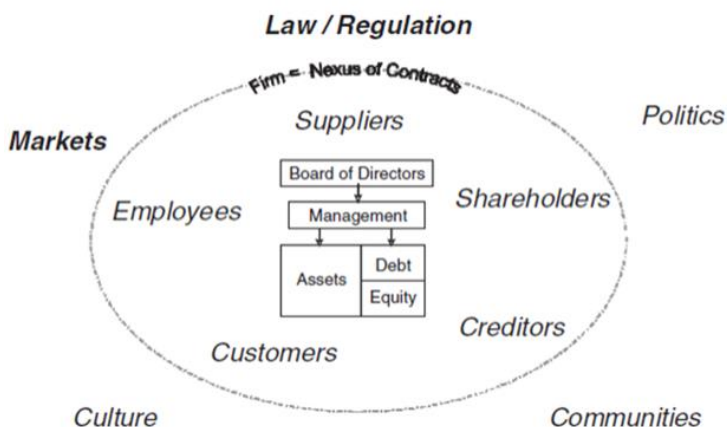 Law / Regulation
Firm = Nexus of Contracts
Suppliers
Politics
Markets
Board of Directors
Employees
Shareholders
Management
Assets
Debt
Equity
Creditors
Customers
Culture
Communities